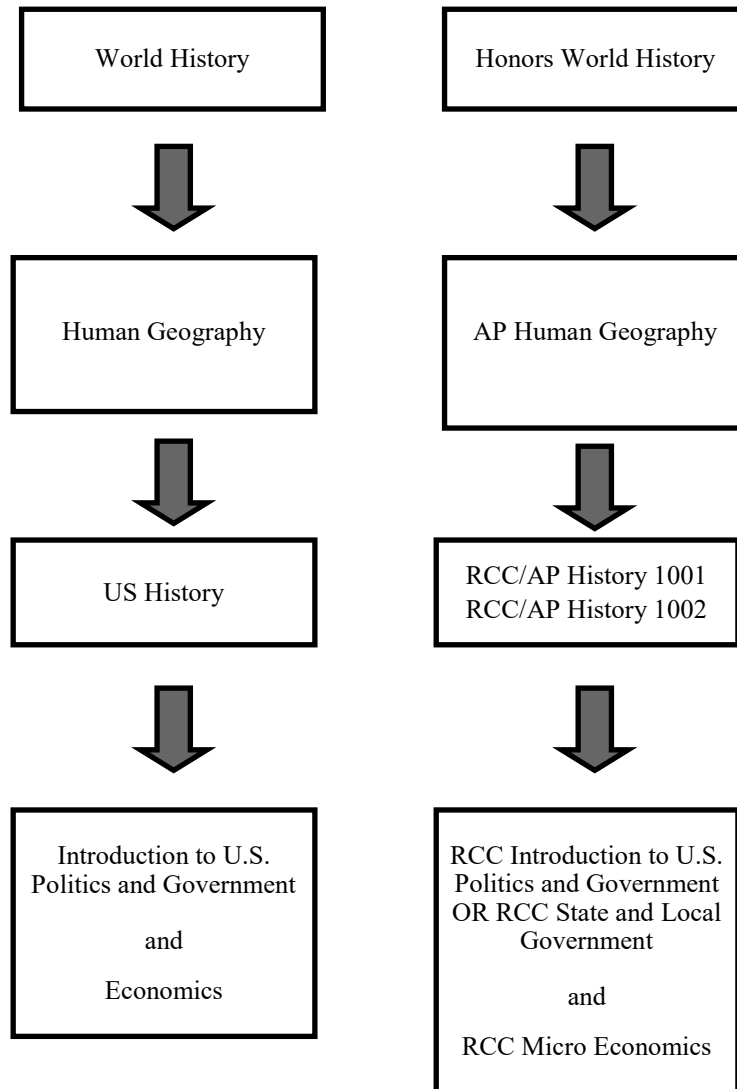 World History
Honors World History
Human Geography
AP Human Geography
US History
RCC/AP History 1001
RCC/AP History 1002
Introduction to U.S.
Politics and Government
and
Economics
RCC Introduction to U.S.
Politics and Government
OR RCC State and Local
Government
and
RCC Micro Economics